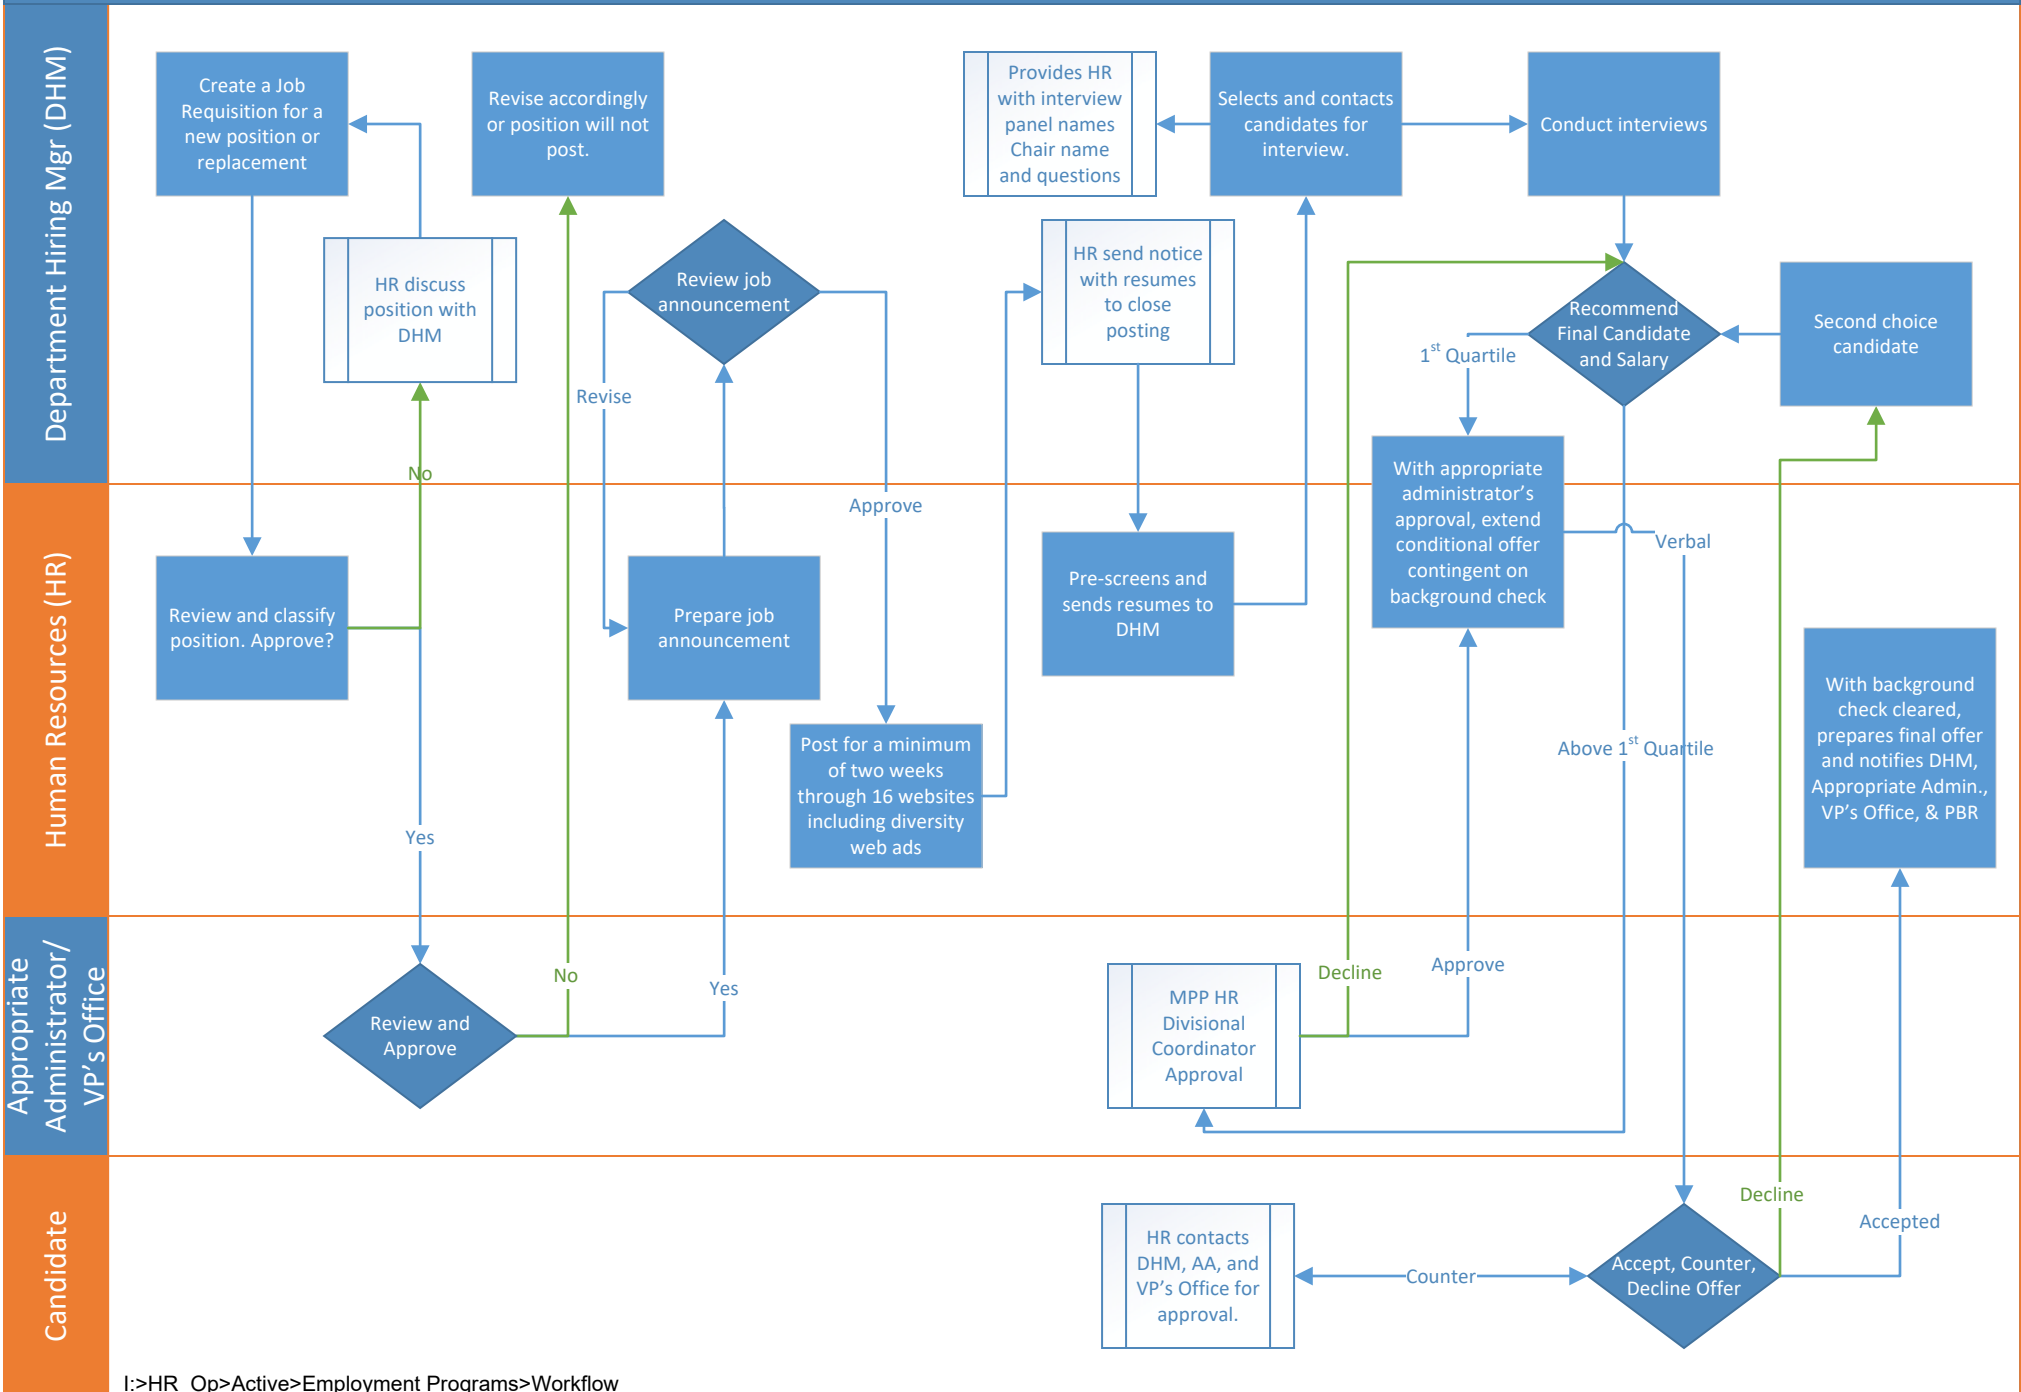 Department Hiring Mgr (DHM)
Create a Job
Requisition for a
new position or
replacement
Revise accordingly
or position will not
post.
Provides HR
with interview
panel names
Chair name
and questions
Selects and contacts
candidates for
interview.
Conduct interviews
HR discuss
position with
DHM
Review job
announcement
HR send notice
with resumes
to close
posting
Recommend
Final Candidate
and Salary
Second choice
candidate
1st Quartile
Revise
No
Approve
Human Resources (HR)
Review and classify
position. Approve?
Prepare job
announcement
Pre-screens and
sends resumes to
DHM
With appropriate
administrator’s
approval, extend
conditional offer
contingent on
background check
Verbal
With background
check cleared,
prepares final offer
and notifies DHM,
Appropriate Admin.,
VP’s Office, & PBR
Above 1st Quartile
Post for a minimum
of two weeks
through 16 websites
including diversity
web ads
Yes
Appropriate
Administrator/
VP’s Office
Review and
Approve
No
Yes
MPP HR
Divisional
Coordinator
Approval
Decline
Approve
Candidate
HR contacts
DHM, AA, and
VP’s Office for
approval.
Counter
Accept, Counter,
Decline Offer
Decline
Accepted
I:>HR_Op>Active>Employment Programs>Workflow